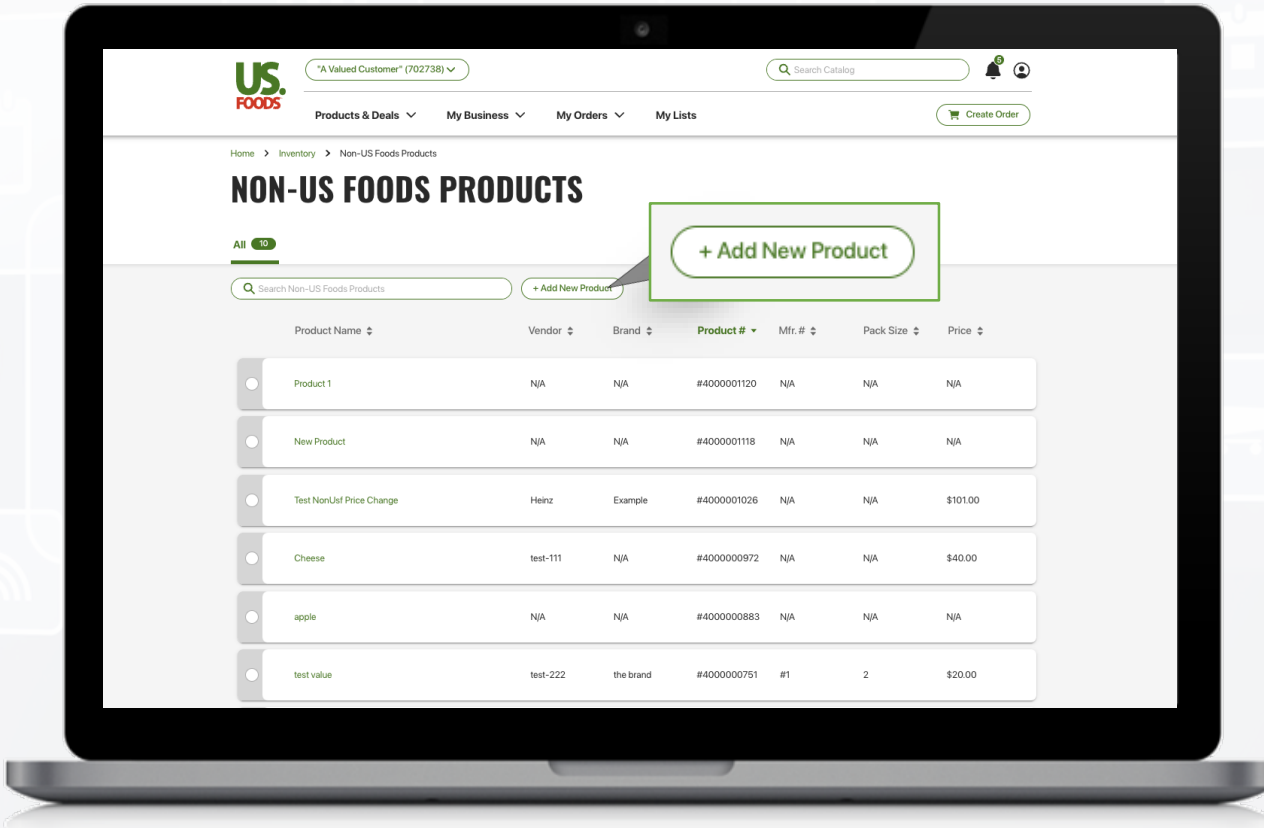 US.
FOODS
"A Valued Customer" (702738)
Search Catalog
5
Products & Deals My Business My Orders My Lists
Create Order
Home > Inventory > Non-US Foods Products
NON-US FOODS PRODUCTS
All 10
+ Add New Product
Search Non-US Foods Products
+ Add New Product
Product Name Vendor Brand Product # Mfr. # Pack Size Price
Product 1 N/A N/A #4000001120 N/A N/A N/A
New Product N/A N/A #4000001118 N/A N/A N/A
Test NonUsf Price Change Heinz Example #4000001026 N/A N/A $101.00
Cheese test-111 N/A #4000000972 N/A N/A $40.00
apple N/A N/A #4000000883 N/A N/A N/A
test value test-222 the brand #4000000751 #1 2 $20.00